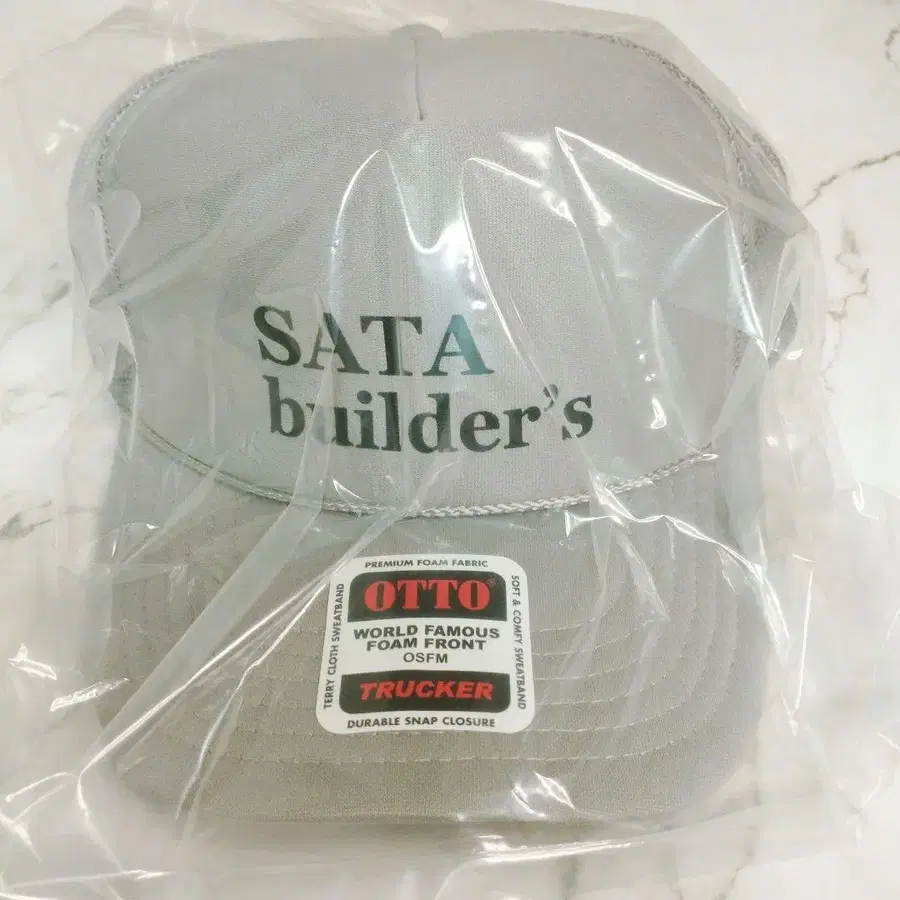 SATA
builder's
PREMIUM FOAM FABRIC
OTTO®
WORLD FAMOUS
FOAM FRONT
OSFM
TRUCKER
DURABLE SNAP CLOSURE
TERRY CLOTH SWEATBAND
SOFT & COMFY SWEATBAND